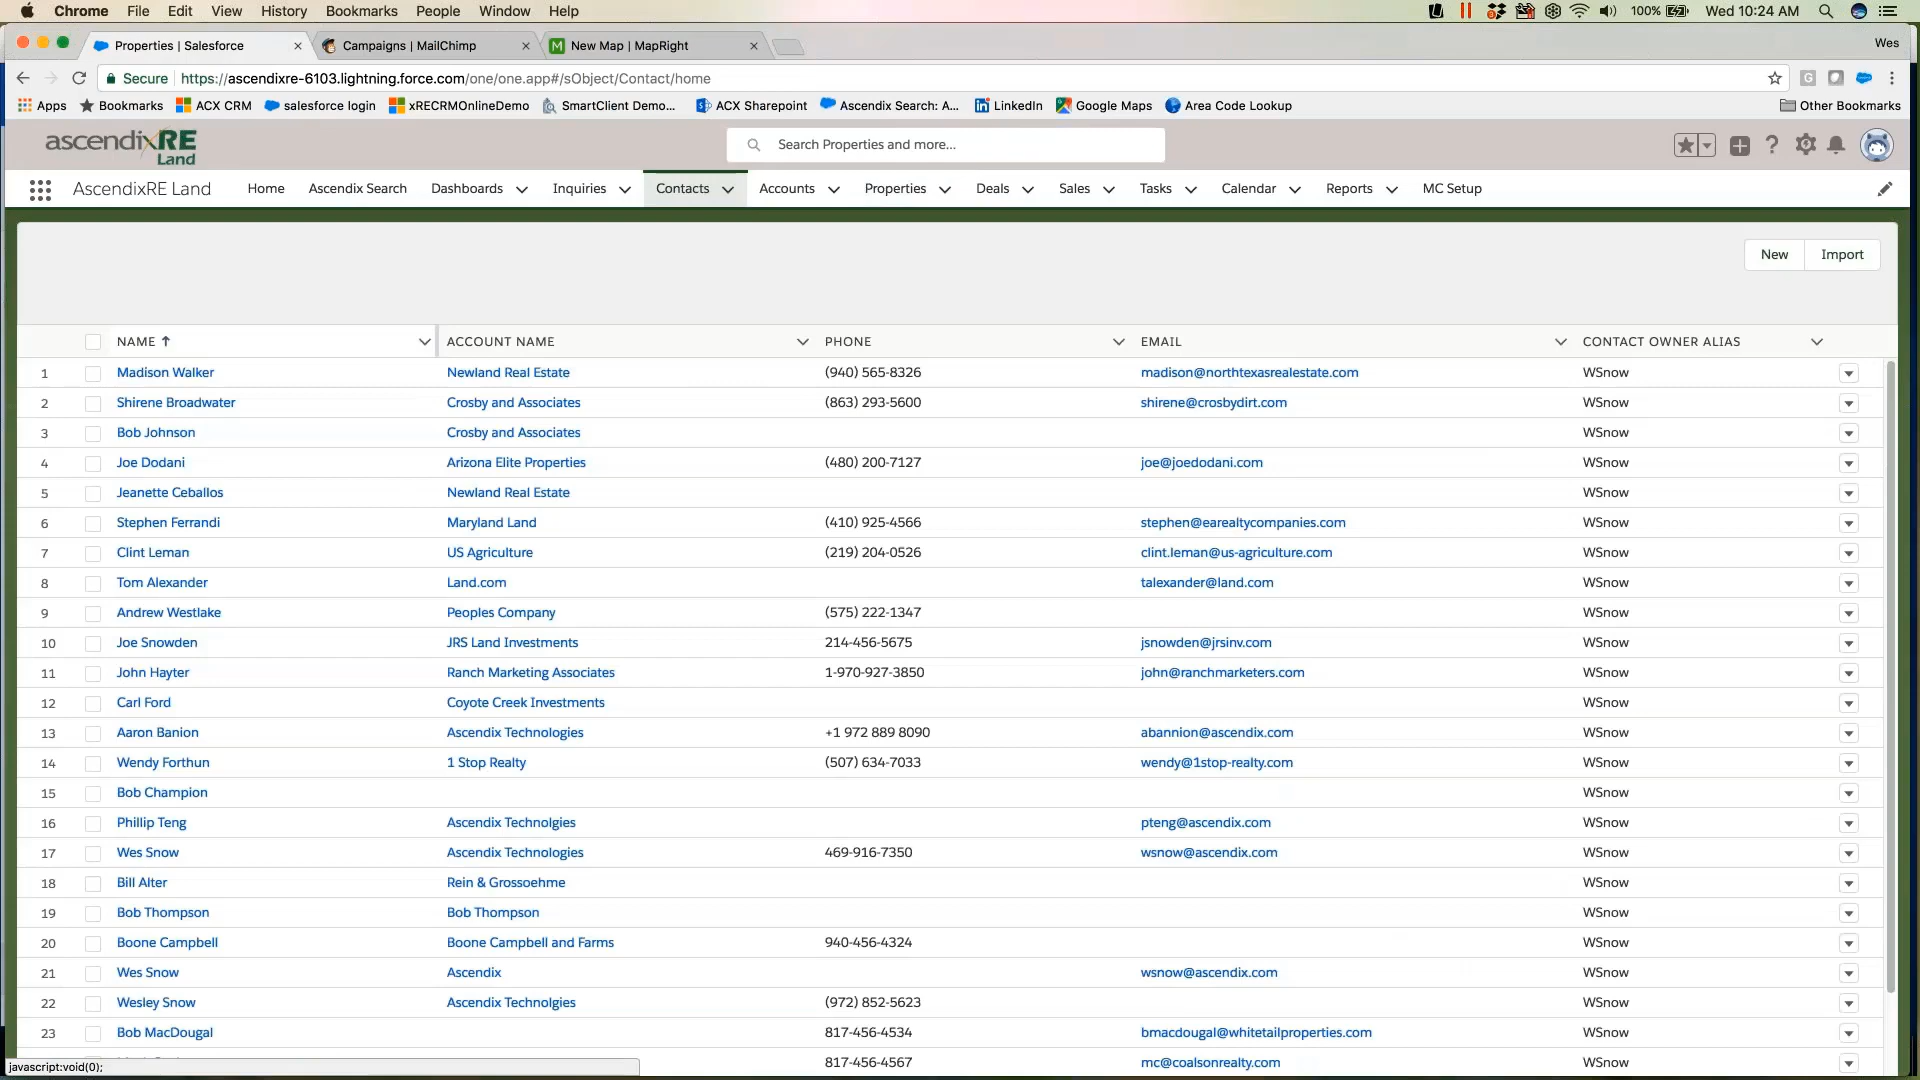 Chrome File Edit View History Bookmarks People Window Help 100% Wed 10:24 AM
Properties | Salesforce Campaigns | MailChimp New Map | MapRight Wes
Secure https://ascendixre-6103.lightning.force.com/one/one.app#/sObject/Contact/home
Apps Bookmarks ACX CRM salesforce login xRECRMOnlineDemo SmartClient Demo... ACX Sharepoint Ascendix Search: A... LinkedIn Google Maps Area Code Lookup Other Bookmarks
ascendixRE
Land
Search Properties and more...
AscendixRE Land Home Ascendix Search Dashboards Inquiries Contacts Accounts Properties Deals Sales Tasks Calendar Reports MC Setup
New Import
NAME ACCOUNT NAME PHONE EMAIL CONTACT OWNER ALIAS
1 Madison Walker Newland Real Estate (940) 565-8326 madison@northtexasrealestate.com WSnow
2 Shirene Broadwater Crosby and Associates (863) 293-5600 shirene@crosbydirt.com WSnow
3 Bob Johnson Crosby and Associates WSnow
4 Joe Dodani Arizona Elite Properties (480) 200-7127 joe@joedodani.com WSnow
5 Jeanette Ceballos Newland Real Estate WSnow
6 Stephen Ferrandi Maryland Land (410) 925-4566 stephen@earealtycompanies.com WSnow
7 Clint Leman US Agriculture (219) 204-0526 clint.leman@us-agriculture.com WSnow
8 Tom Alexander Land.com talexander@land.com WSnow
9 Andrew Westlake Peoples Company (575) 222-1347 WSnow
10 Joe Snowden JRS Land Investments 214-456-5675 jsnowden@jrsinv.com WSnow
11 John Hayter Ranch Marketing Associates 1-970-927-3850 john@ranchmarketers.com WSnow
12 Carl Ford Coyote Creek Investments WSnow
13 Aaron Banion Ascendix Technologies +1 972 889 8090 abannion@ascendix.com WSnow
14 Wendy Forthun 1 Stop Realty (507) 634-7033 wendy@1stop-realty.com WSnow
15 Bob Champion WSnow
16 Phillip Teng Ascendix Technolgies pteng@ascendix.com WSnow
17 Wes Snow Ascendix Technologies 469-916-7350 wsnow@ascendix.com WSnow
18 Bill Alter Rein & Grossoehme WSnow
19 Bob Thompson Bob Thompson WSnow
20 Boone Campbell Boone Campbell and Farms 940-456-4324 WSnow
21 Wes Snow Ascendix wsnow@ascendix.com WSnow
22 Wesley Snow Ascendix Technolgies (972) 852-5623 WSnow
23 Bob MacDougal 817-456-4534 bmacdougal@whitetailproperties.com WSnow
817-456-4567 mc@coalsonrealty.com WSnow
javascript:void(0);